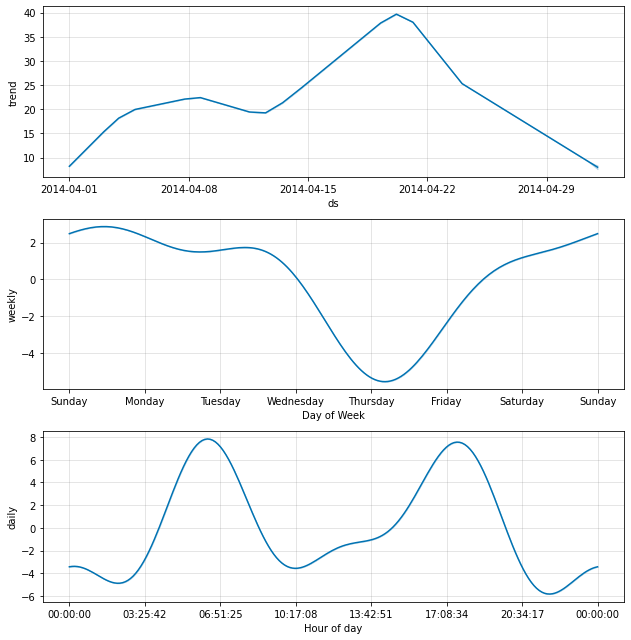 40
35
30
25
20
15
10
trend
2014-04-01 2014-04-08 2014-04-15 2014-04-22 2014-04-29
ds
2
0
−2
−4
weekly
Sunday Monday Tuesday Wednesday Thursday Friday Saturday Sunday
Day of Week
8
6
4
2
0
−2
−4
−6
daily
00:00:00 03:25:42 06:51:25 10:17:08 13:42:51 17:08:34 20:34:17 00:00:00
Hour of day